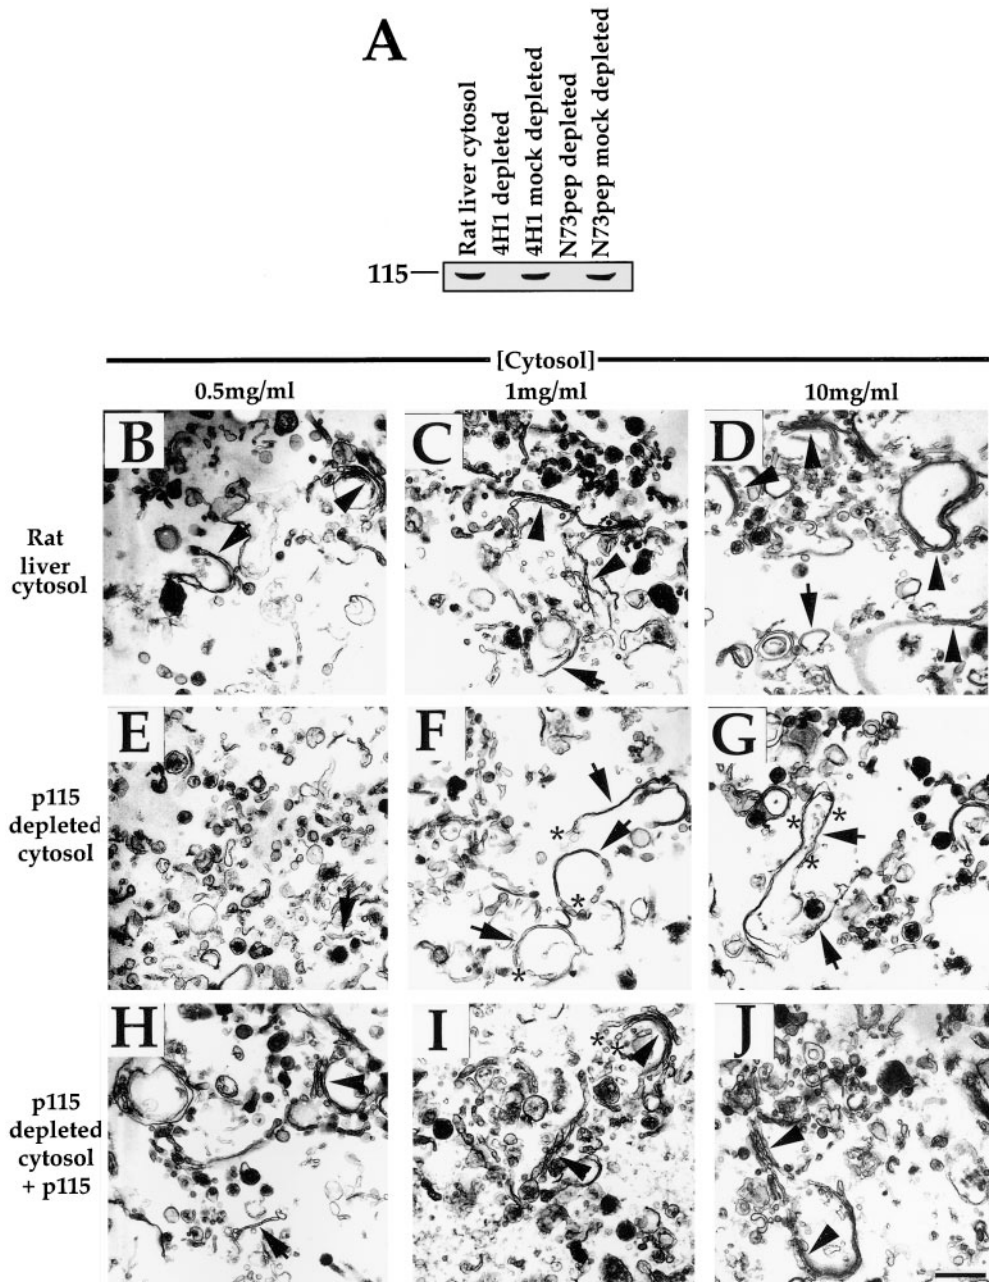 A
Rat liver cytosol
4H1 depleted
4H1 mock depleted
N73pep depleted
N73pep mock depleted
115
[Cytosol]
0.5mg/ml
1mg/ml
10mg/ml
B
C
D
Rat
liver
cytosol
E
F
G
p115
depleted
cytosol
*
*
*
*
*
*
H
I
J
p115
depleted
cytosol
+ p115
*
*